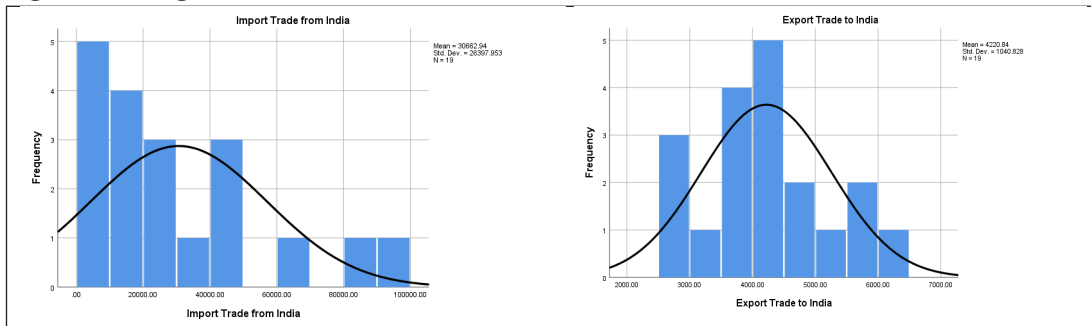 Import Trade from India
Mean = 30662.94
Std. Dev. = 26397.953
N = 19
5
4
3
2
1
0
Frequency
.00 20000.00 40000.00 60000.00 80000.00 100000.00
Import Trade from India
Export Trade to India
Mean = 4220.84
Std. Dev. = 1040.828
N = 19
5
4
3
2
1
0
Frequency
2000.00 3000.00 4000.00 5000.00 6000.00 7000.00
Export Trade to India